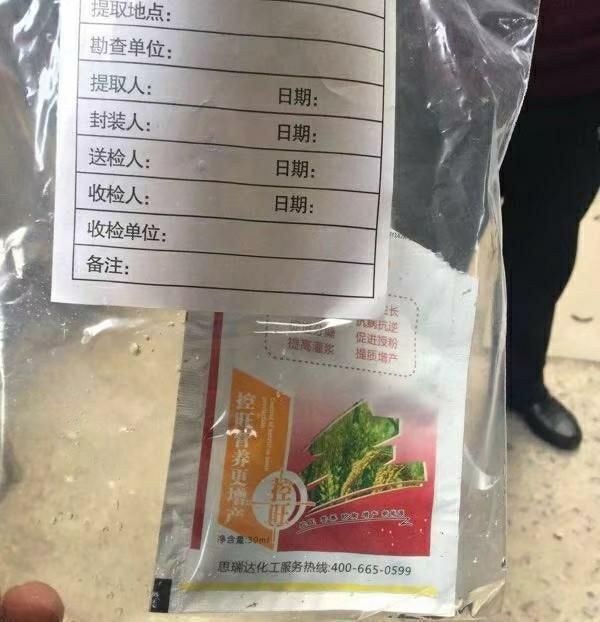 提取地点:
勘查单位:
提取人: 日期:
封装人: 日期:
送检人: 日期:
收检人: 日期:
收检单位:
备注:
生长
抗病抗逆
促进授粉
提高灌浆 提质增产
控旺营养更增产
控旺
净含量:30ml
思瑞达化工服务热线:400-665-0599